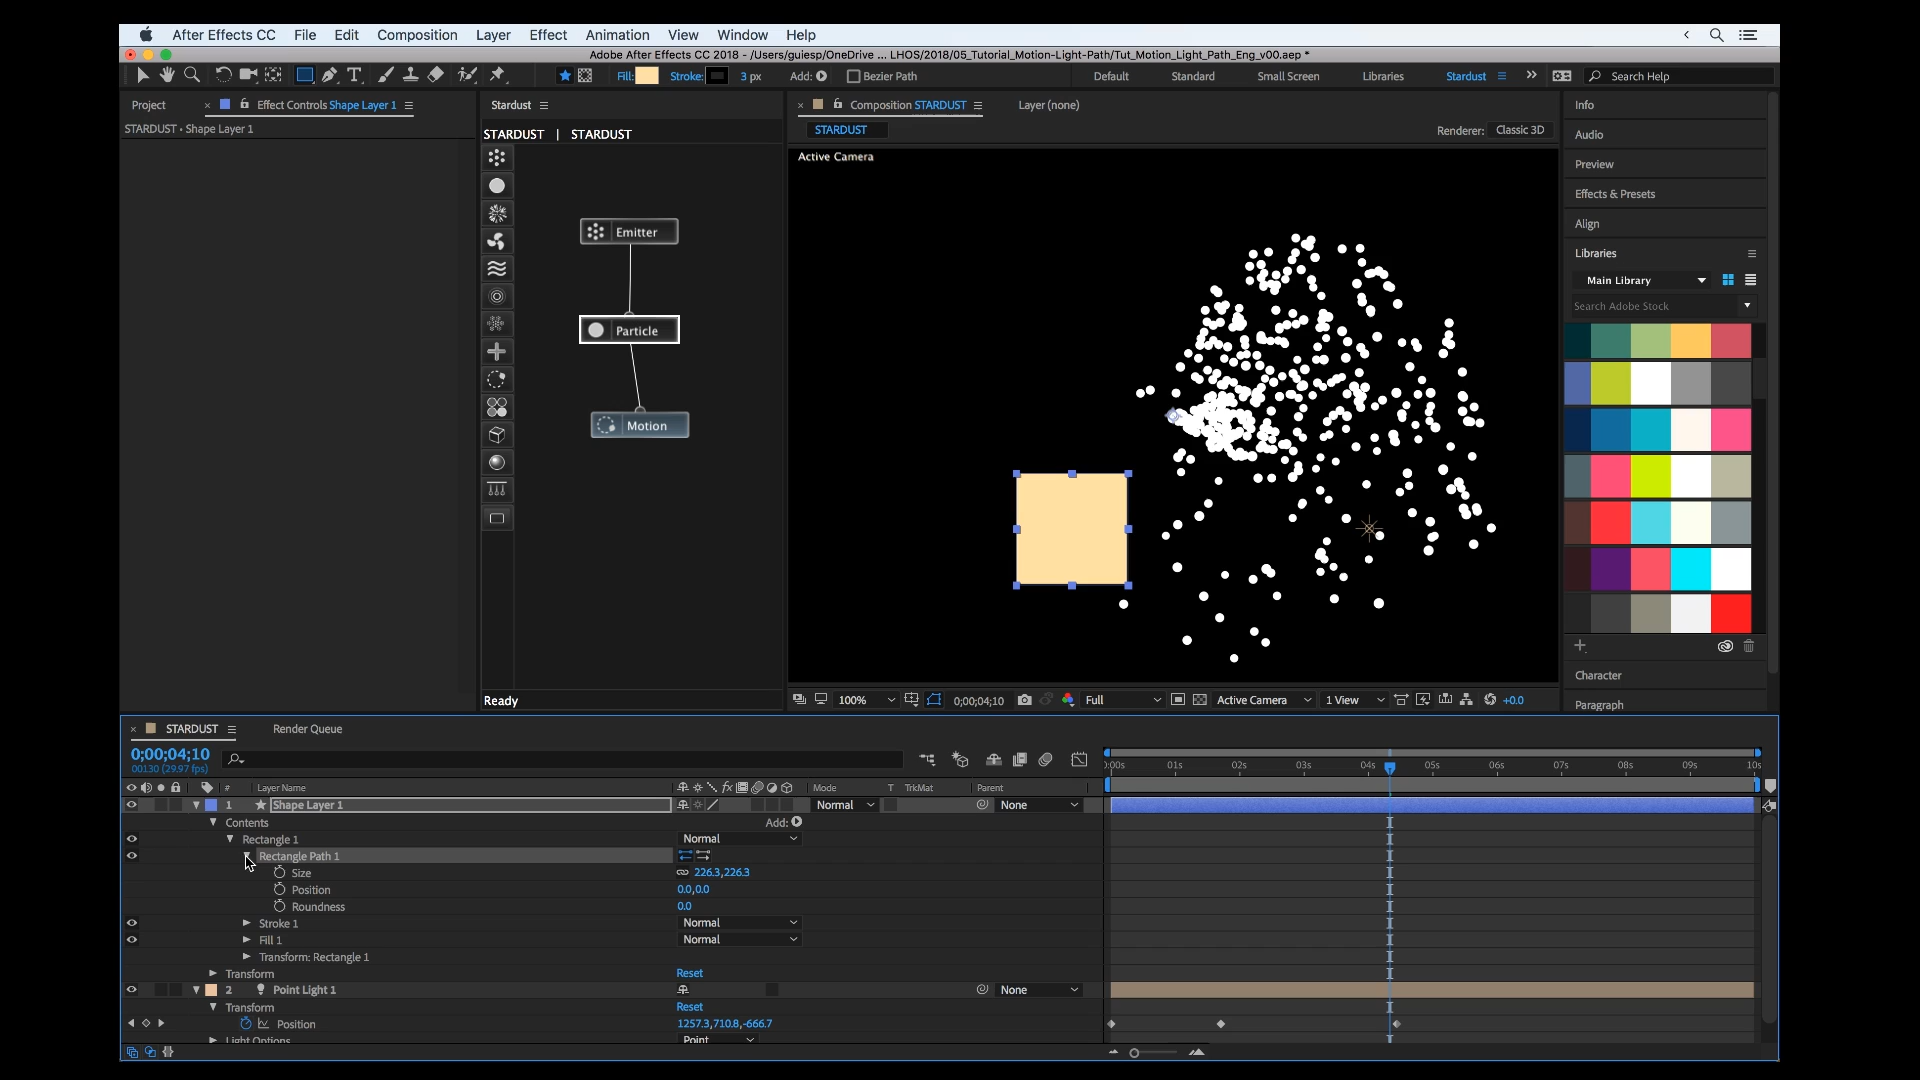 After Effects CC File Edit Composition Layer Effect Animation View Window Help
Adobe After Effects CC 2018 - /Users/guiesp/OneDrive ... LHOS/2018/05_Tutorial_Motion-Light-Path/Tut_Motion_Light_Path_Eng_v00.aep *
Fill: Stroke: 3 px Add: Bezier Path Default Standard Small Screen Libraries Stardust Search Help
Project Effect Controls Shape Layer 1 Stardust Composition STARDUST Layer (none) Info
STARDUST • Shape Layer 1
STARDUST | STARDUST
STARDUST
Renderer: Classic 3D
Active Camera
Emitter
Particle
Motion
Ready
Audio
Preview
Effects & Presets
Align
Libraries
Main Library
Search Adobe Stock
Character
Paragraph
100% 0;00;04;10 Full Active Camera 1 View +0.0
STARDUST Render Queue
0;00;04;10
00130 (29.97 fps)
:00s 01s 02s 03s 04s 05s 06s 07s 08s 09s 10s
# Layer Name Mode T TrkMat Parent
1 Shape Layer 1 Normal None
Contents Add:
Rectangle 1 Normal
Rectangle Path 1
Size 226.3,226.3
Position 0.0,0.0
Roundness 0.0
Stroke 1 Normal
Fill 1 Normal
Transform: Rectangle 1
Transform Reset
2 Point Light 1 None
Transform Reset
Position 1257.3,710.8,-666.7
Light Options Point